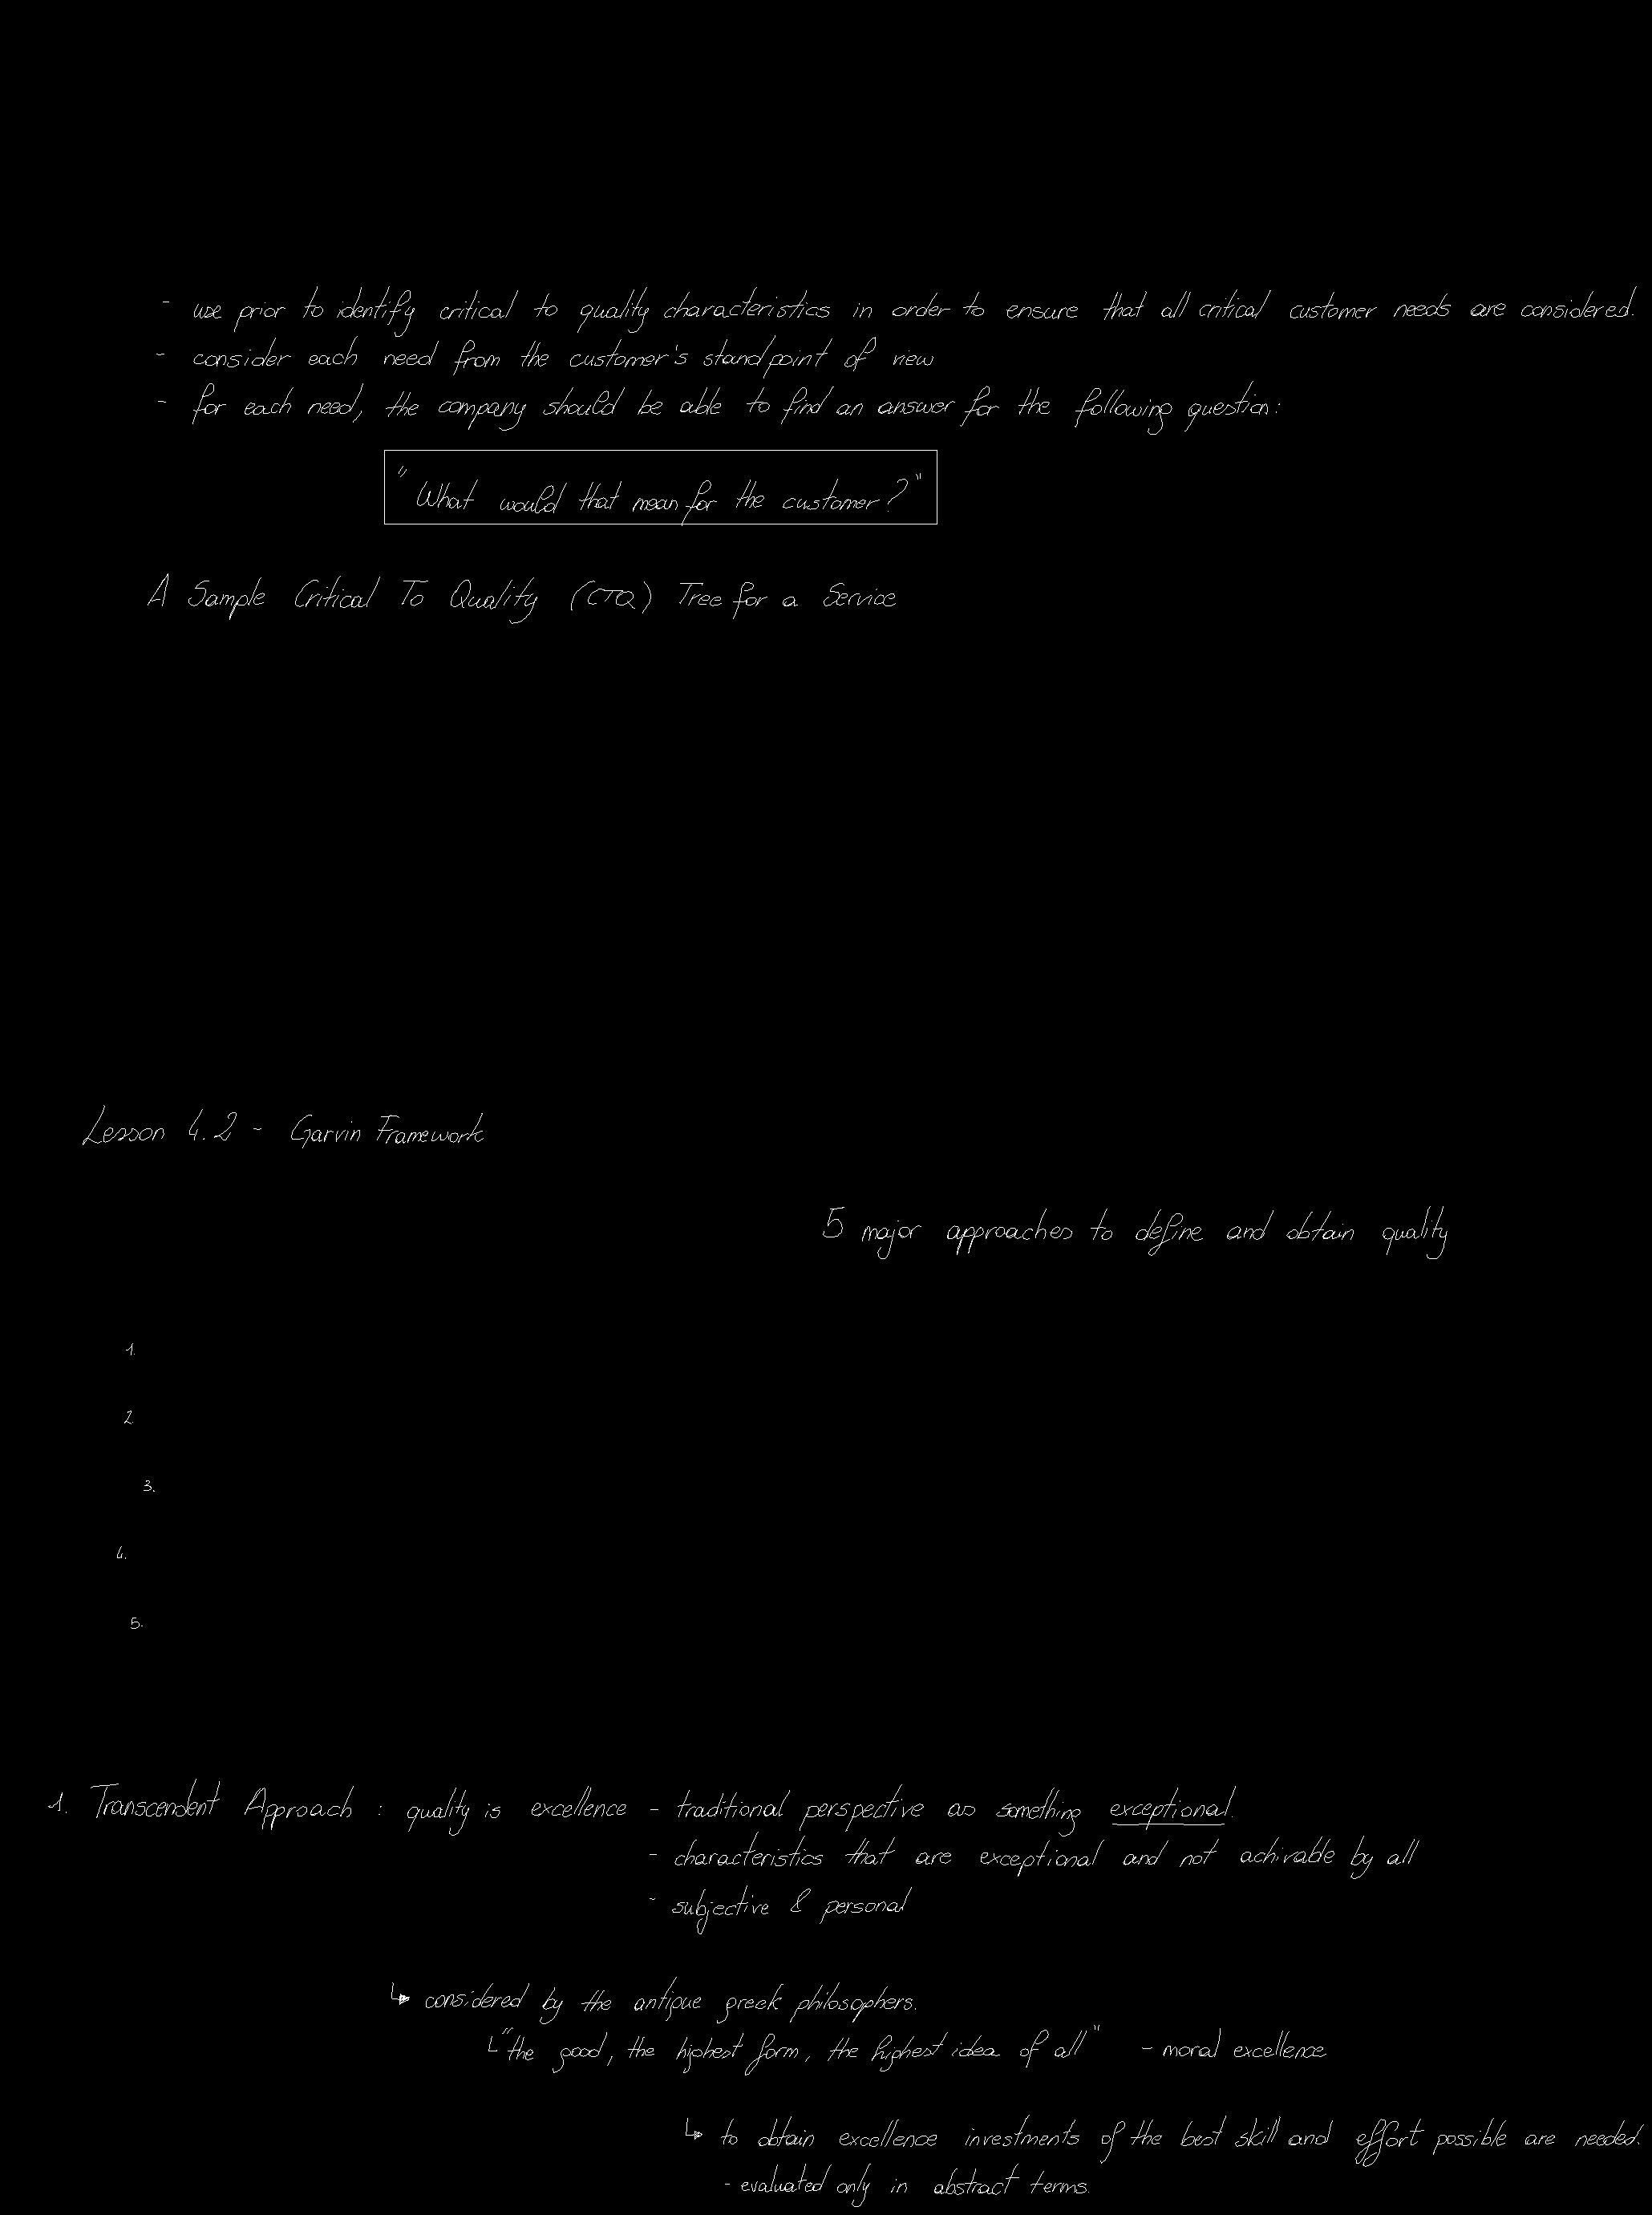 - use prior to identify critical to quality characteristics in order to ensure that all critical customer needs are considered.
- consider each need from the customer's standpoint of view
- for each need, the company should be able to find an answer for the following question:
"What would that mean for the customer?"
A Sample Critical To Quality (CTQ) Tree for a Service
Lesson 4.2 - Garvin Framework
5 major approaches to define and obtain quality
1.
2
3.
4.
5.
1. Transcendent Approach : quality is excellence - traditional perspective as something exceptional.
- characteristics that are exceptional and not achivable by all
- subjective & personal
↳ considered by the antique greek philosophers.
↳ "the good, the highest form, the highest idea of all" - moral excellence
↳ to obtain excellence investments of the best skill and effort possible are needed.
- evaluated only in abstract terms.